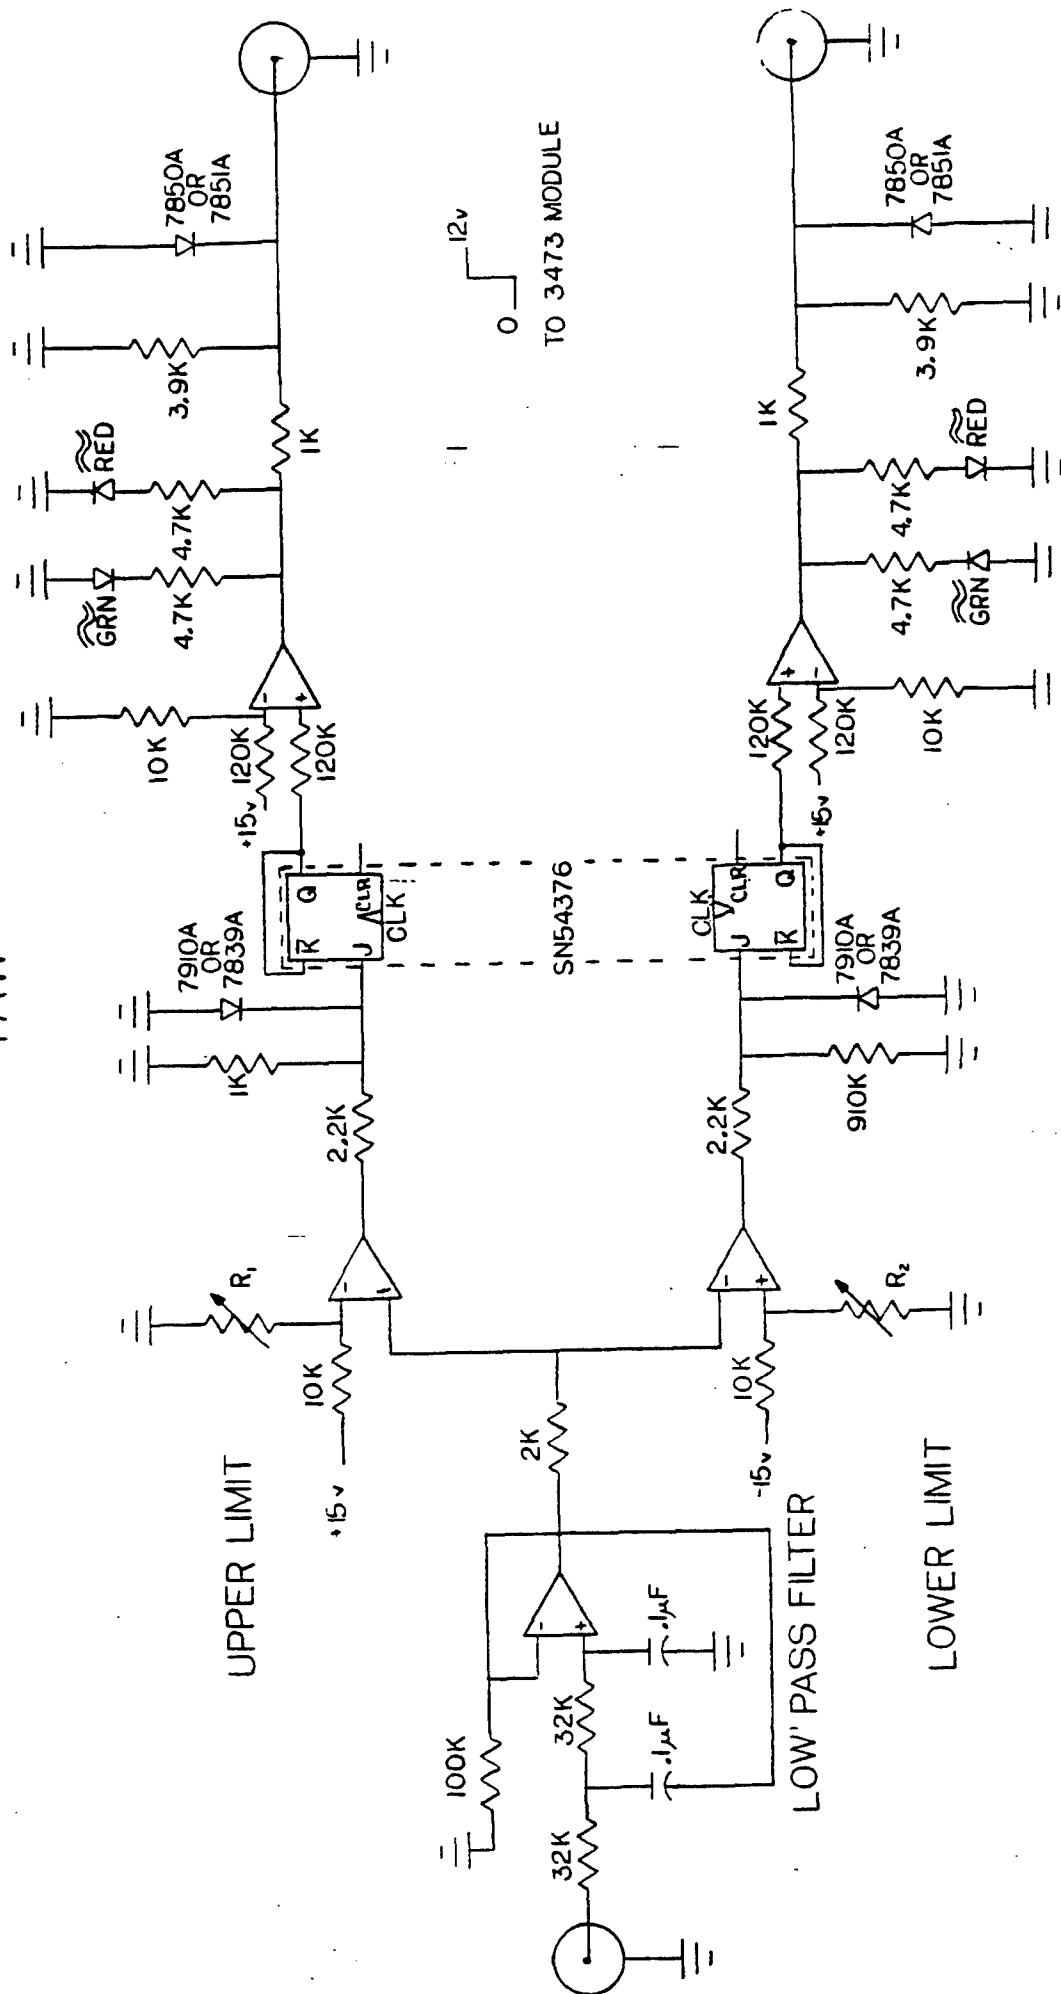 UPPER LIMIT
+15v
10K
R₁
2.2K
1K
7910A
OR
7839A
K̅
J
Q
CLR
CLK
+15v
120K
120K
10K
-
+
GRN
4.7K
RED
4.7K
1K
3.9K
7850A
OR
7851A
SN54376
0
12v
TO 3473 MODULE
100K
32K
32K
.1µF
.1µF
-
+
2K
LOW PASS FILTER
LOWER LIMIT
-15v
10K
-
+
R₂
2.2K
910K
7910A
OR
7839A
CLK
J
K̅
CLR
Q
+15v
120K
120K
10K
+
-
GRN
4.7K
RED
4.7K
1K
3.9K
7850A
OR
7851A